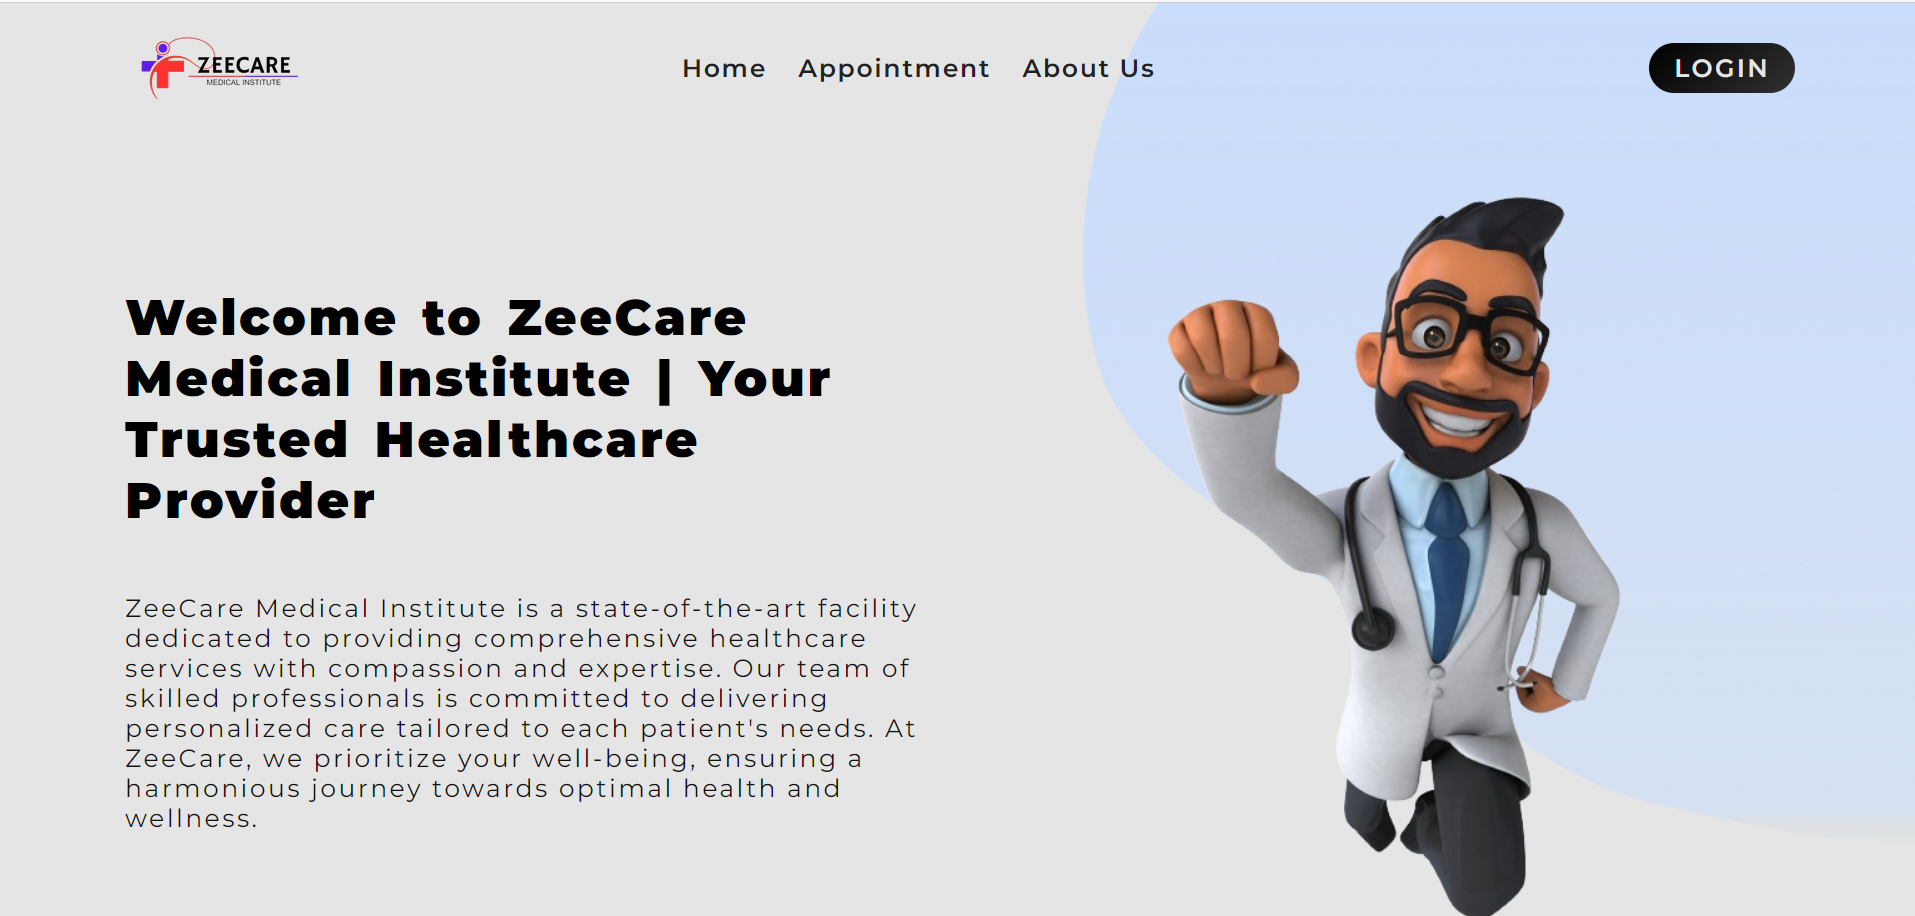 ZEECARE
MEDICAL INSTITUTE
Home Appointment About Us
LOGIN
Welcome to ZeeCare
Medical Institute | Your
Trusted Healthcare
Provider
ZeeCare Medical Institute is a state-of-the-art facility
dedicated to providing comprehensive healthcare
services with compassion and expertise. Our team of
skilled professionals is committed to delivering
personalized care tailored to each patient's needs. At
ZeeCare, we prioritize your well-being, ensuring a
harmonious journey towards optimal health and
wellness.